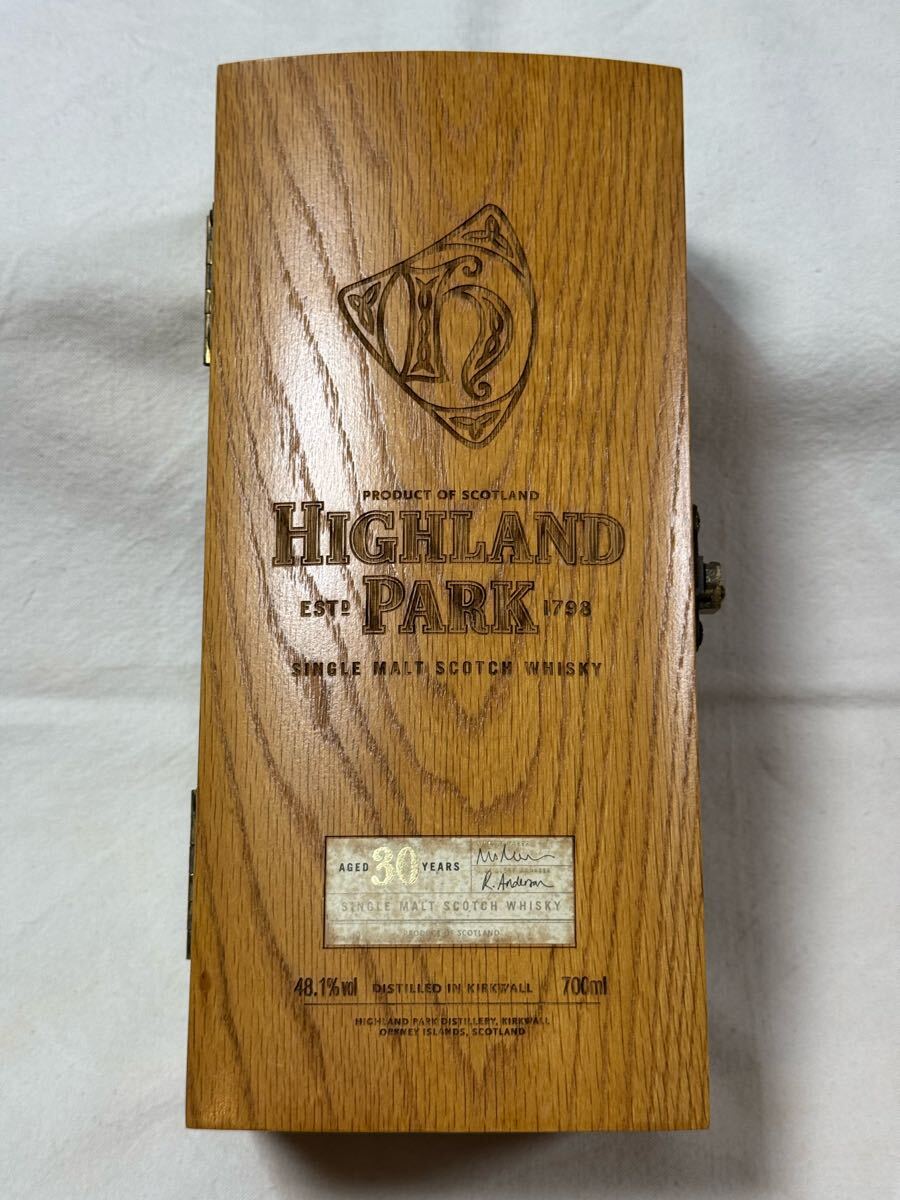 H
PRODUCT OF SCOTLAND
HIGHLAND
ESTD PARK 1798
SINGLE MALT SCOTCH WHISKY
AGED 30 YEARS
R. Anderson
SINGLE MALT SCOTCH WHISKY
PRODUCT OF SCOTLAND
48.1% vol DISTILLED IN KIRKWALL 700ml
HIGHLAND PARK DISTILLERY, KIRKWALL
ORKNEY ISLANDS, SCOTLAND